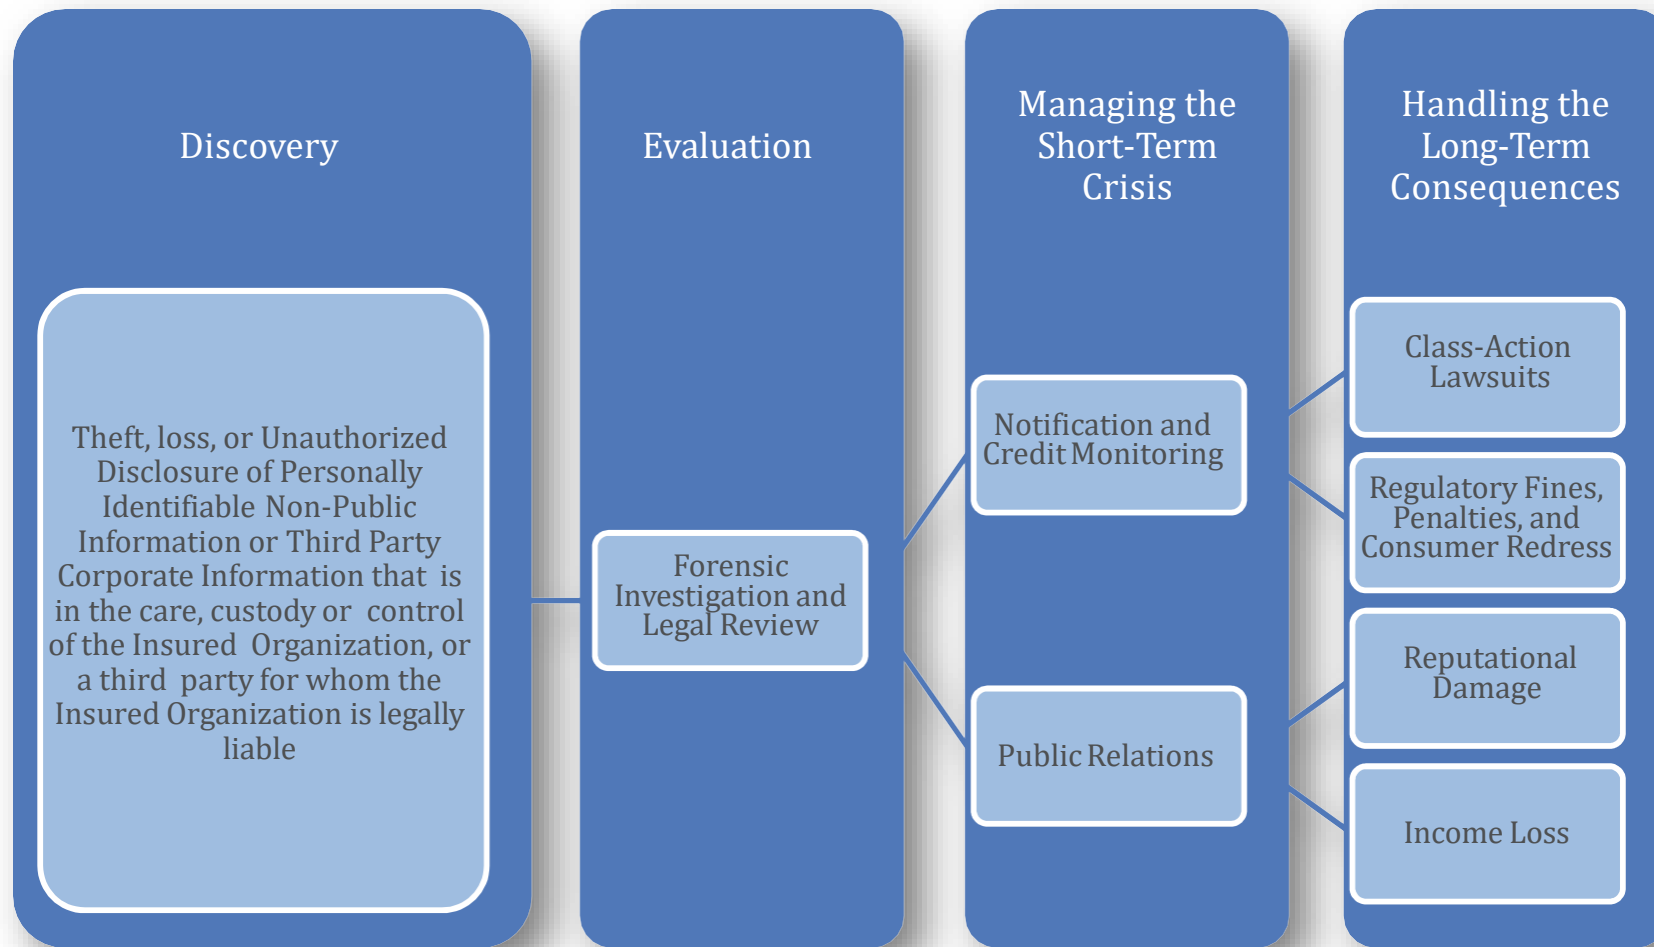 Discovery
Theft, loss, or Unauthorized
Disclosure of Personally
Identifiable Non-Public
Information or Third Party
Corporate Information that is
in the care, custody or control
of the Insured Organization, or
a third party for whom the
Insured Organization is legally
liable
Evaluation
Forensic
Investigation and
Legal Review
Managing the
Short-Term
Crisis
Notification and
Credit Monitoring
Public Relations
Handling the
Long-Term
Consequences
Class-Action
Lawsuits
Regulatory Fines,
Penalties, and
Consumer Redress
Reputational
Damage
Income Loss